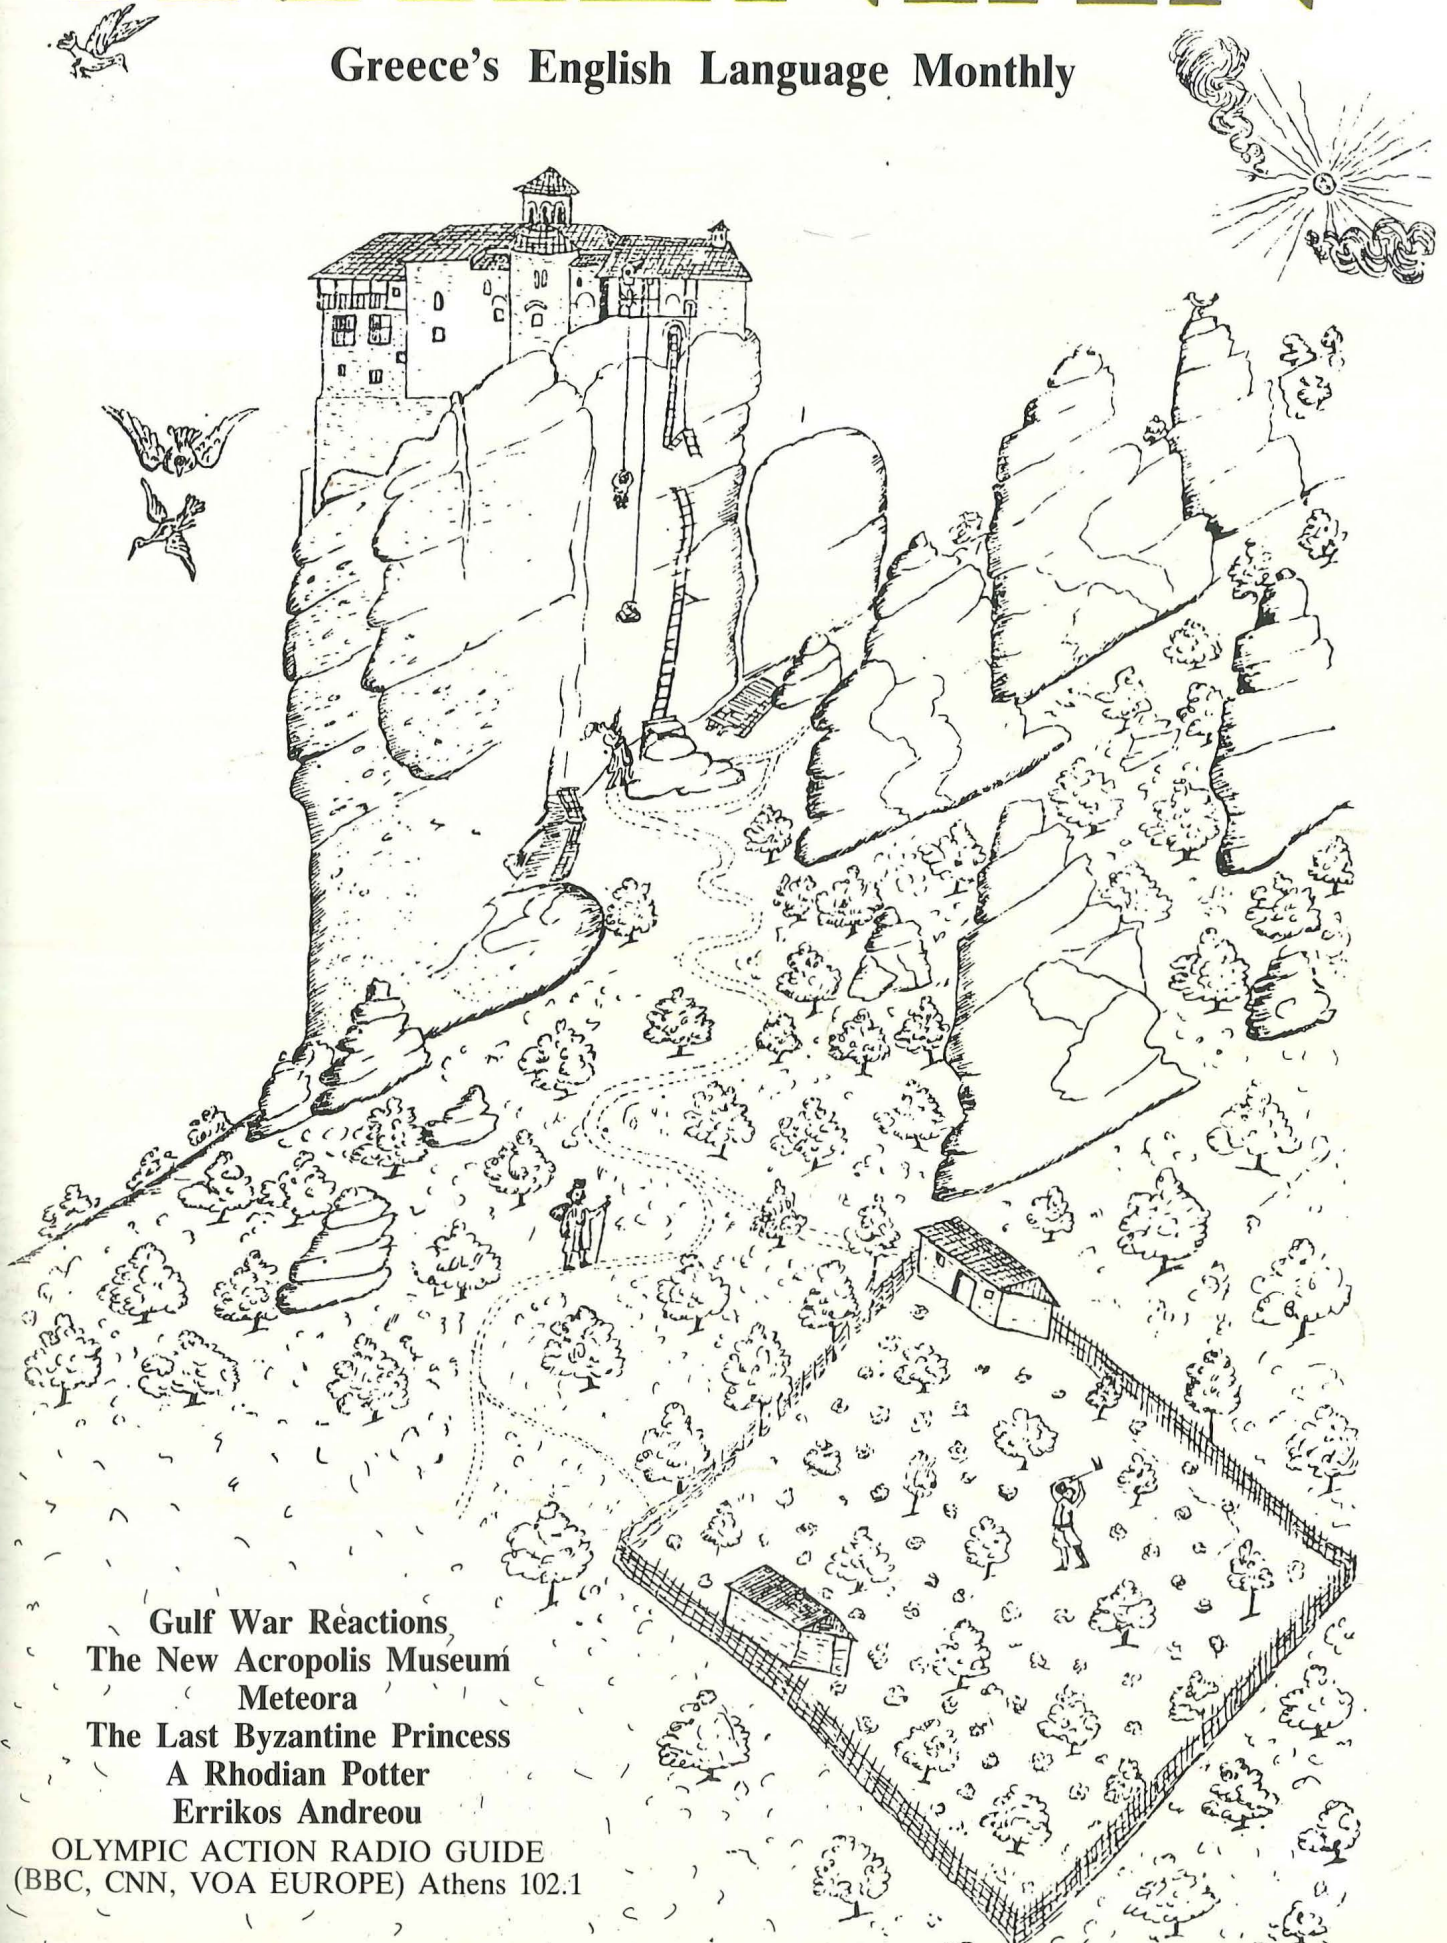 Greece's English Language Monthly
Gulf War Reactions
The New Acropolis Museum
Meteora
The Last Byzantine Princess
A Rhodian Potter
Errikos Andreou
OLYMPIC ACTION RADIO GUIDE
(BBC, CNN, VOA EUROPE) Athens 102.1